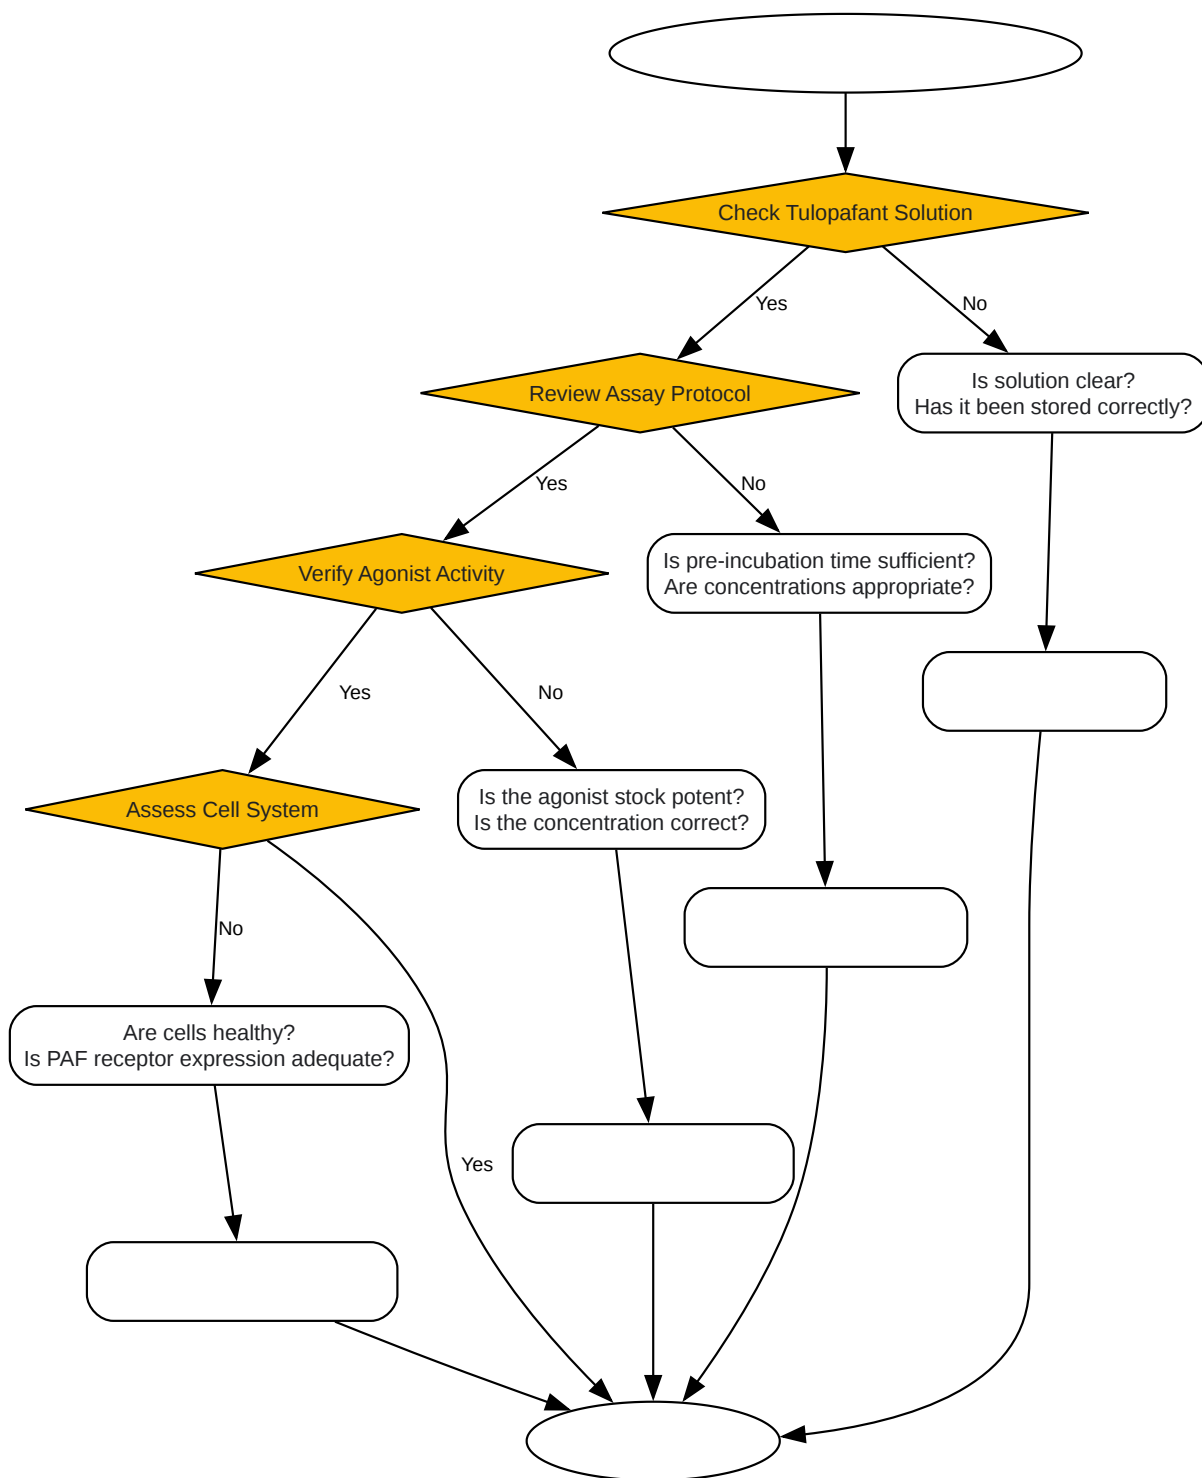 Check Tulopafant Solution
Yes
No
Review Assay Protocol
Is solution clear?
Has it been stored correctly?
Yes
No
Verify Agonist Activity
Is pre-incubation time sufficient?
Are concentrations appropriate?
Yes
No
Assess Cell System
Is the agonist stock potent?
Is the concentration correct?
No
Are cells healthy?
Is PAF receptor expression adequate?
Yes